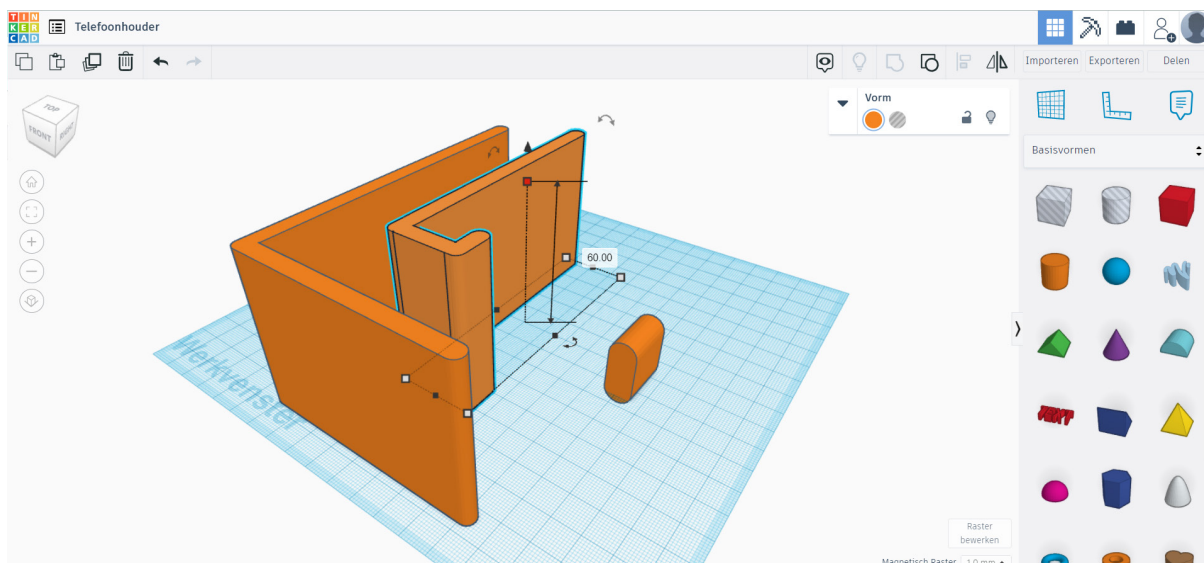 TIN
KER
CAD
Telefoonhouder
Importeren Exporteren Delen
Vorm
TOP
FRONT RIGHT
Basisvormen
60.00
Werkvenster
TEXT
Raster
bewerken
Magnetisch Raster 1.0 mm